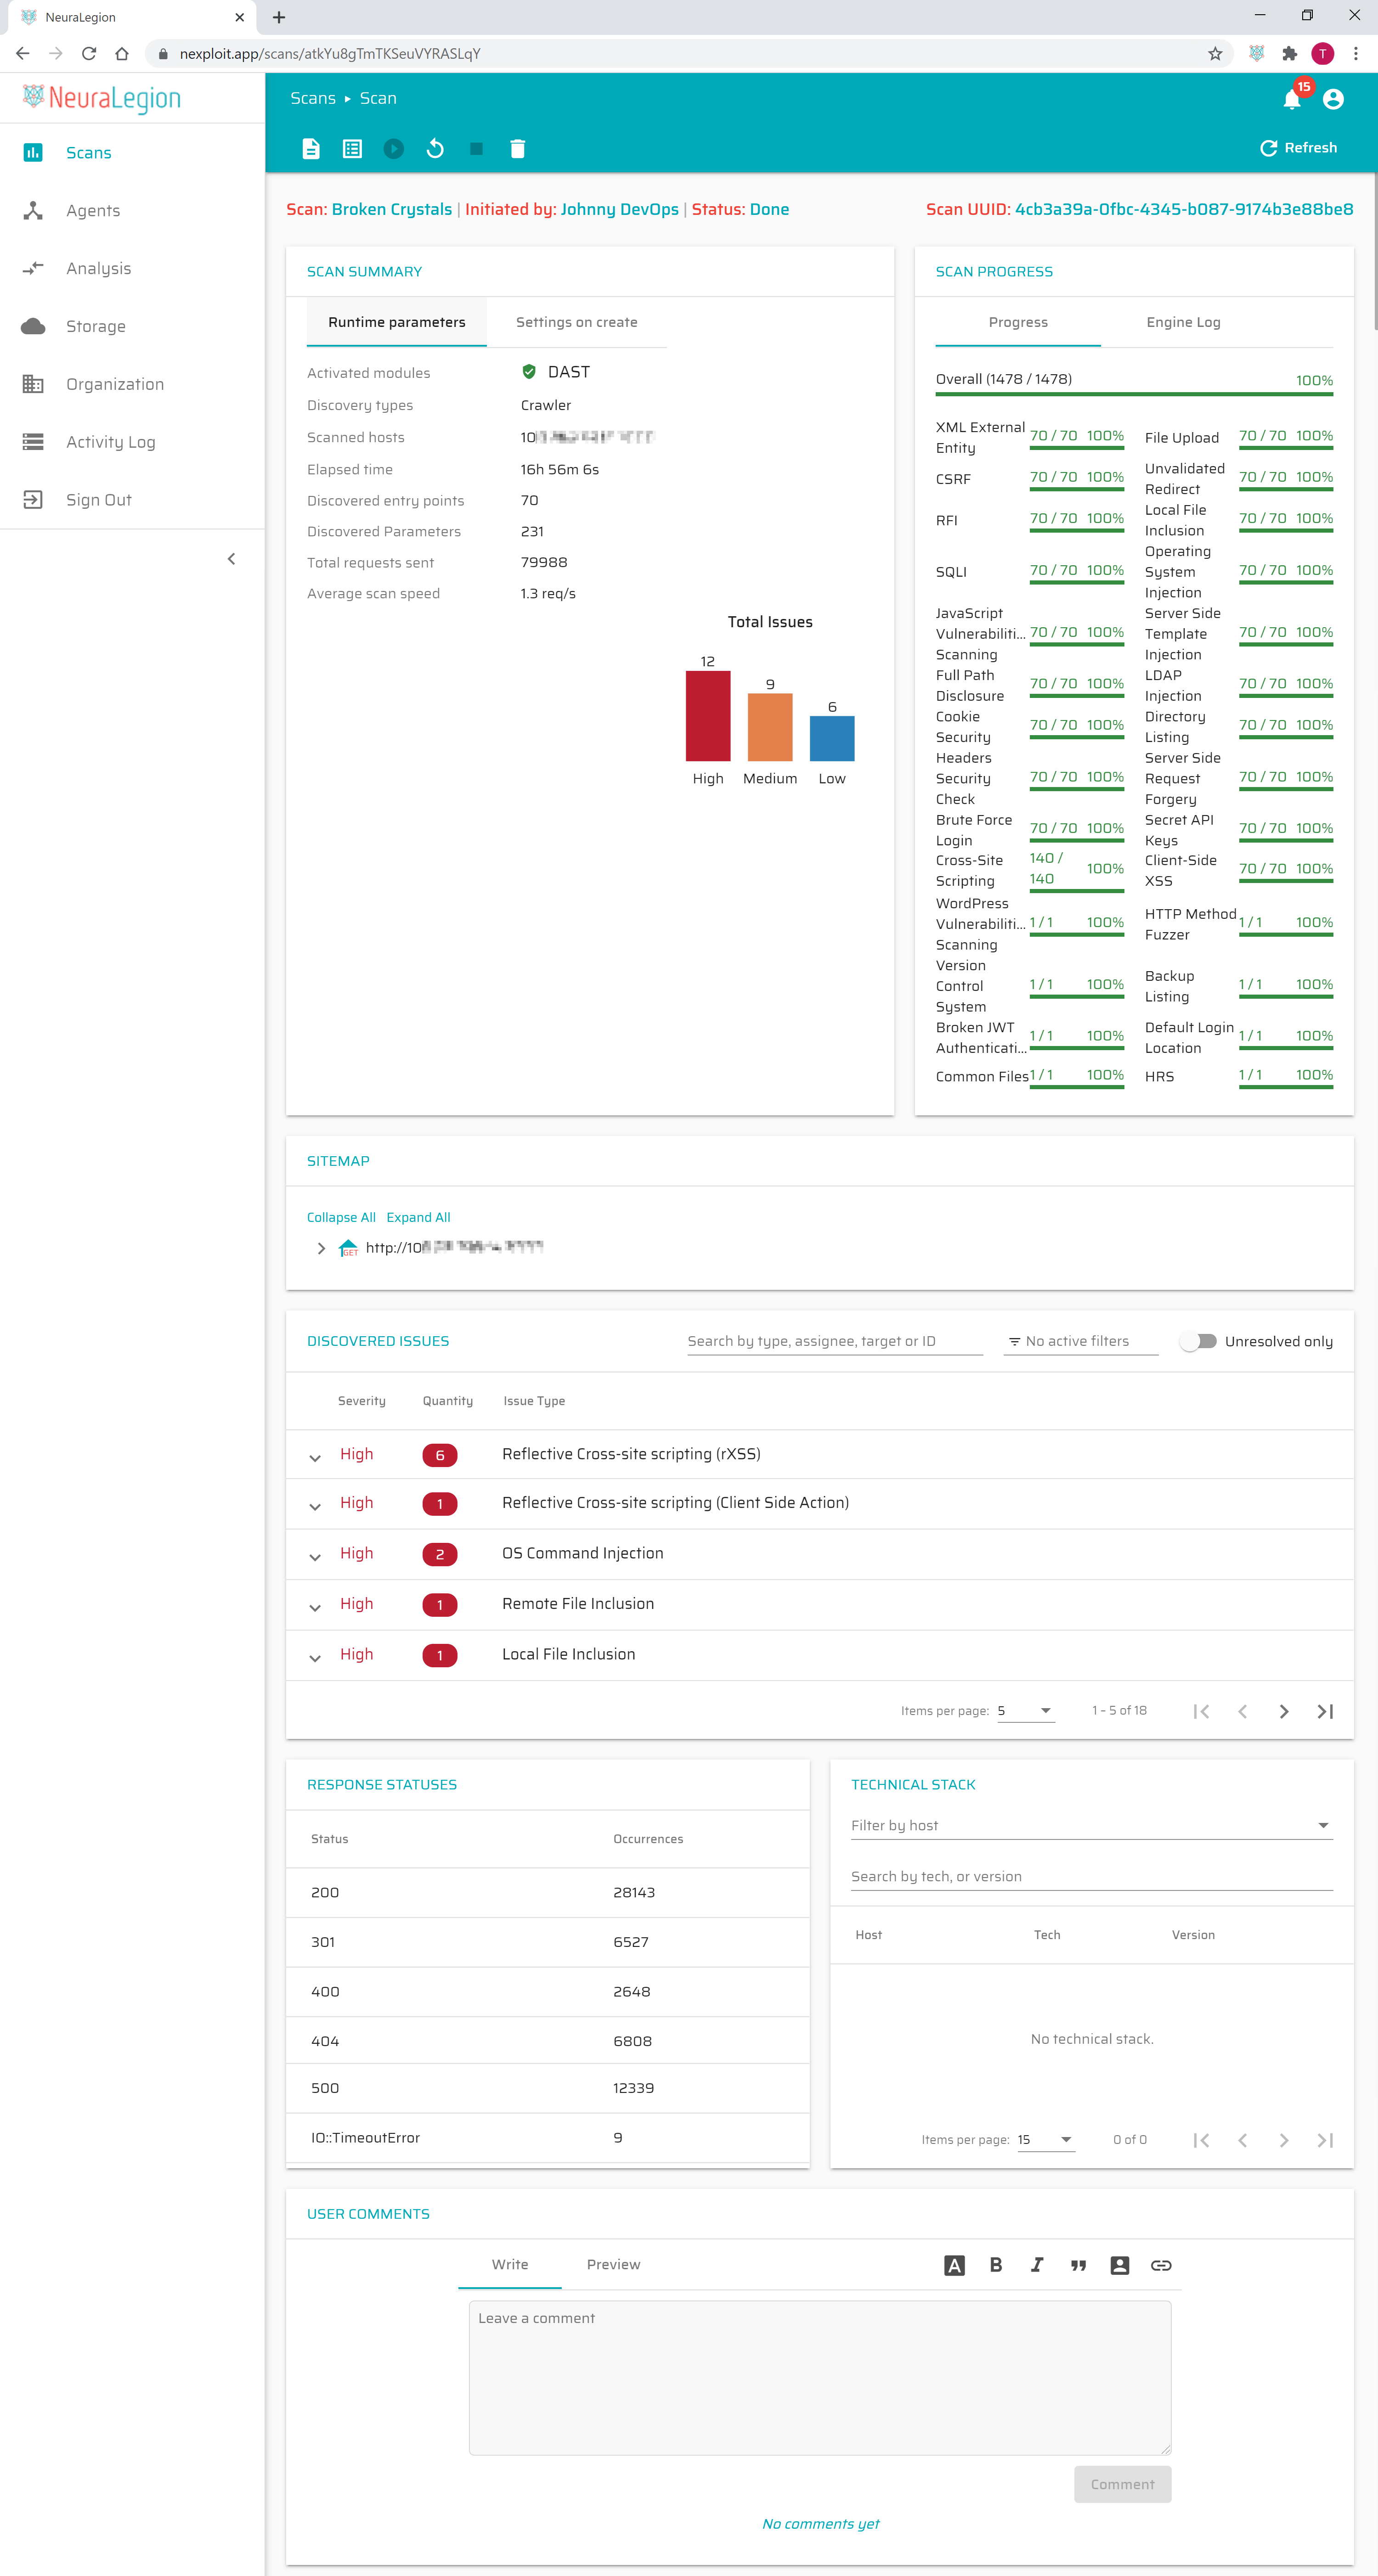 NeuraLegion
nexploit.app/scans/atkYu8gTmTKSeuVYRASLqY
T
NeuraLegion
Scans
Agents
Analysis
Storage
Organization
Activity Log
Sign Out
Scans ▸ Scan
15
Refresh
Scan: Broken Crystals | Initiated by: Johnny DevOps | Status: Done
Scan UUID: 4cb3a39a-0fbc-4345-b087-9174b3e88be8
SCAN SUMMARY
Runtime parameters Settings on create
Activated modules DAST
Discovery types Crawler
Scanned hosts 10
Elapsed time 16h 56m 6s
Discovered entry points 70
Discovered Parameters 231
Total requests sent 79988
Average scan speed 1.3 req/s
Total Issues
12
9
6
High Medium Low
SCAN PROGRESS
Progress Engine Log
Overall (1478 / 1478) 100%
XML External Entity 70 / 70 100% File Upload 70 / 70 100%
CSRF 70 / 70 100% Unvalidated Redirect 70 / 70 100%
RFI 70 / 70 100% Local File Inclusion 70 / 70 100%
SQLI 70 / 70 100% Operating System Injection 70 / 70 100%
JavaScript Vulnerabiliti... Scanning 70 / 70 100% Server Side Template Injection 70 / 70 100%
Full Path Disclosure 70 / 70 100% LDAP Injection 70 / 70 100%
Cookie Security 70 / 70 100% Directory Listing 70 / 70 100%
Headers Security Check 70 / 70 100% Server Side Request Forgery 70 / 70 100%
Brute Force Login 70 / 70 100% Secret API Keys 70 / 70 100%
Cross-Site Scripting 140 / 140 100% Client-Side XSS 70 / 70 100%
WordPress Vulnerabiliti... Scanning 1 / 1 100% HTTP Method Fuzzer 1 / 1 100%
Version Control System 1 / 1 100% Backup Listing 1 / 1 100%
Broken JWT Authenticati... 1 / 1 100% Default Login Location 1 / 1 100%
Common Files 1 / 1 100% HRS 1 / 1 100%
SITEMAP
Collapse All Expand All
GET http://10
DISCOVERED ISSUES
Search by type, assignee, target or ID
No active filters
Unresolved only
Severity Quantity Issue Type
High 6 Reflective Cross-site scripting (rXSS)
High 1 Reflective Cross-site scripting (Client Side Action)
High 2 OS Command Injection
High 1 Remote File Inclusion
High 1 Local File Inclusion
Items per page: 5 1 – 5 of 18
RESPONSE STATUSES
Status Occurrences
200 28143
301 6527
400 2648
404 6808
500 12339
IO::TimeoutError 9
TECHNICAL STACK
Filter by host
Search by tech, or version
Host Tech Version
No technical stack.
Items per page: 15 0 of 0
USER COMMENTS
Write Preview
A B I
Leave a comment
Comment
No comments yet